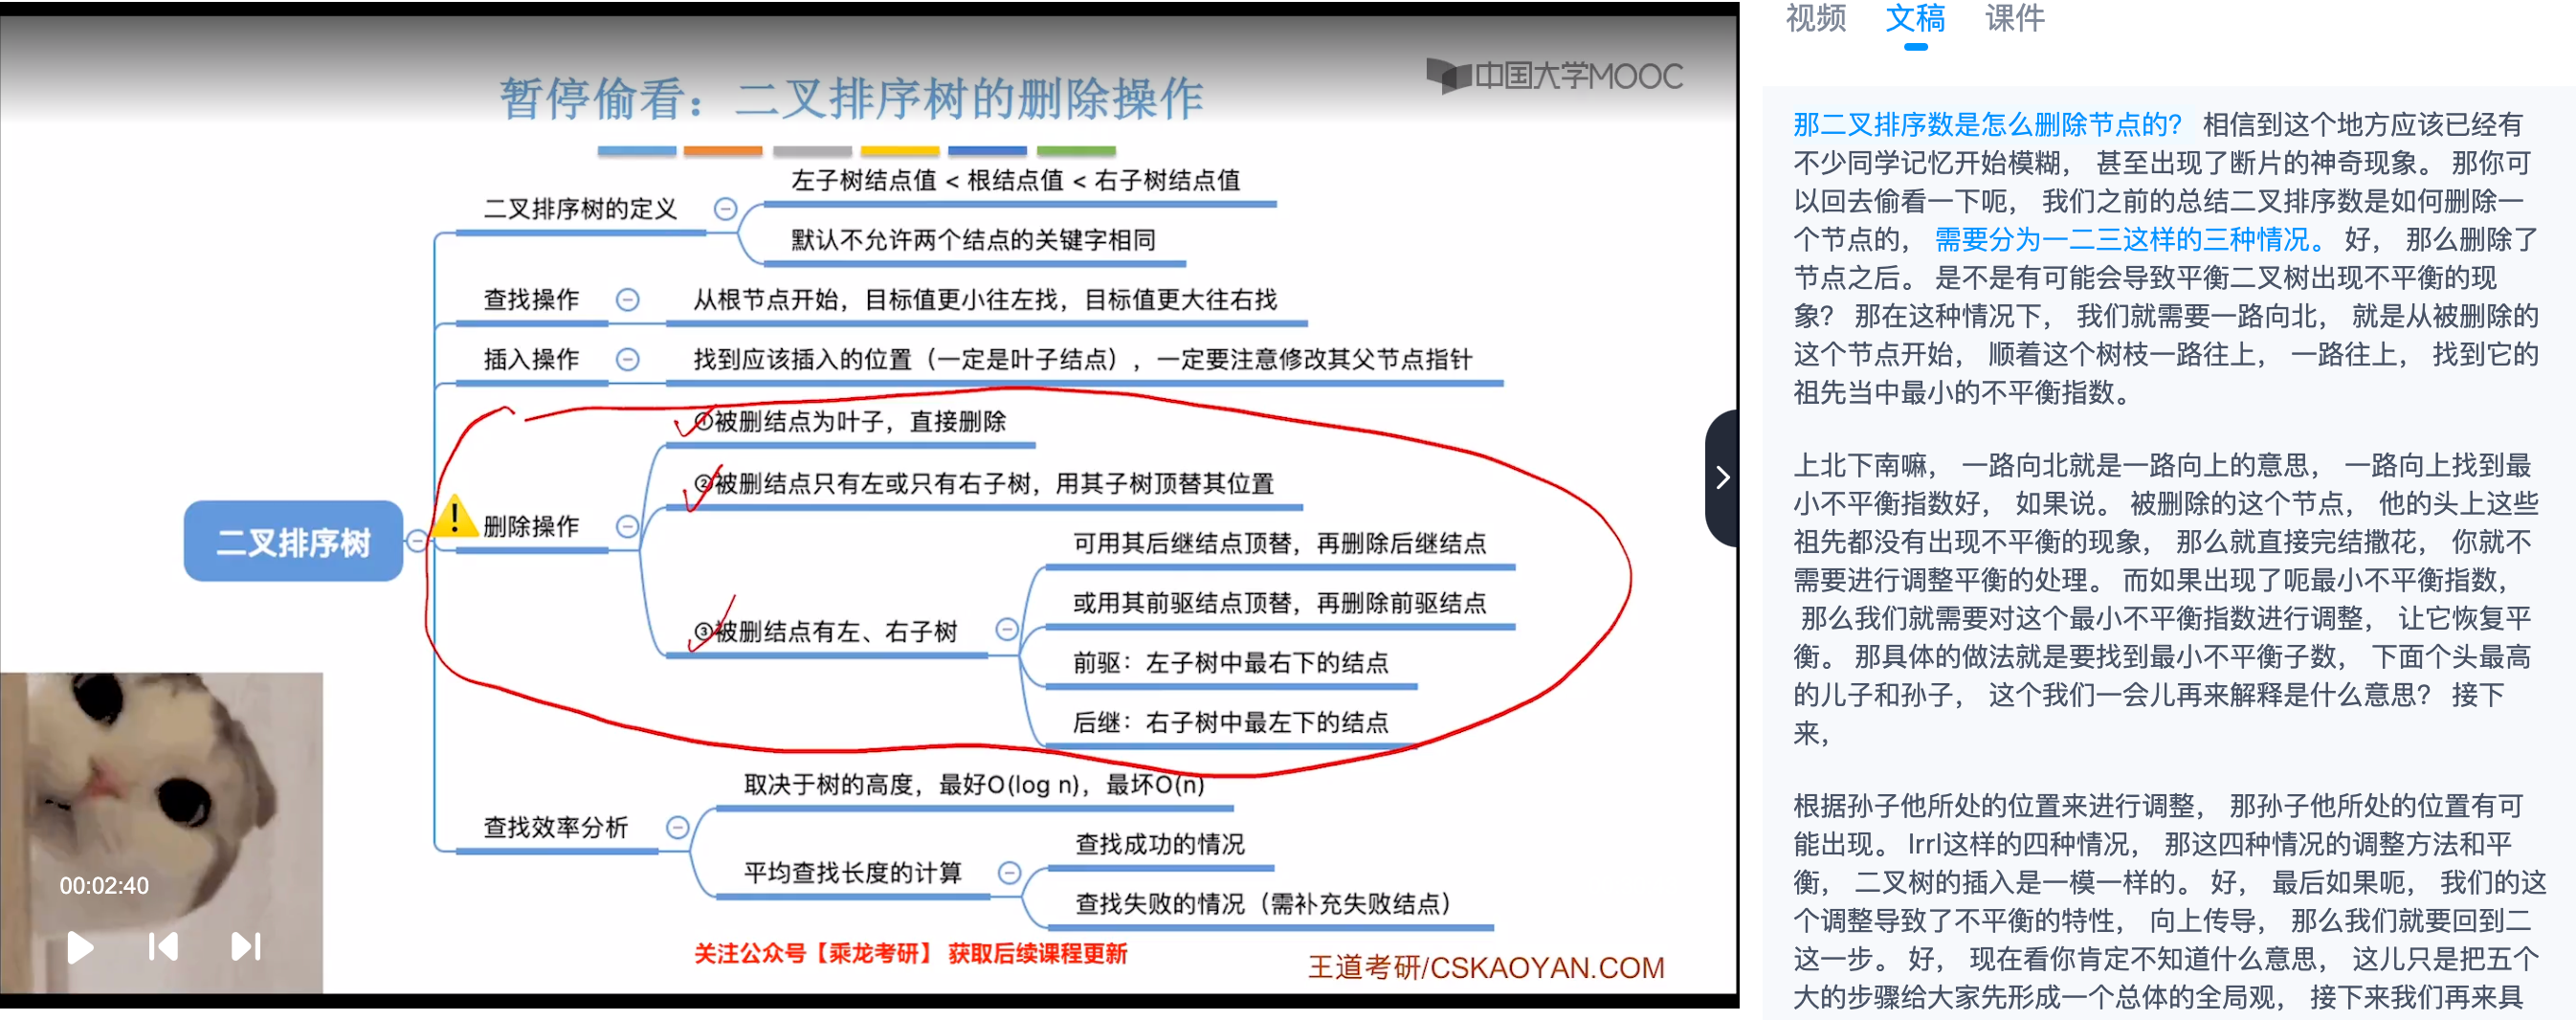 暂停偷看：二叉排序树的删除操作
中国大学MOOC
二叉排序树
二叉排序树的定义
左子树结点值 < 根结点值 < 右子树结点值
默认不允许两个结点的关键字相同
查找操作
从根节点开始，目标值更小往左找，目标值更大往右找
插入操作
找到应该插入的位置（一定是叶子结点），一定要注意修改其父节点指针
删除操作
①被删结点为叶子，直接删除
②被删结点只有左或只有右子树，用其子树顶替其位置
③被删结点有左、右子树
可用其后继结点顶替，再删除后继结点
或用其前驱结点顶替，再删除前驱结点
前驱：左子树中最右下的结点
后继：右子树中最左下的结点
查找效率分析
取决于树的高度，最好O(log n)，最坏O(n)
平均查找长度的计算
查找成功的情况
查找失败的情况（需补充失败结点）
关注公众号【乘龙考研】 获取后续课程更新
王道考研/CSKAOYAN.COM
00:02:40
视频 文稿 课件
那二叉排序数是怎么删除节点的？ 相信到这个地方应该已经有
不少同学记忆开始模糊， 甚至出现了断片的神奇现象。 那你可
以回去偷看一下呃， 我们之前的总结二叉排序数是如何删除一
个节点的， 需要分为一二三这样的三种情况。 好， 那么删除了
节点之后。 是不是有可能会导致平衡二叉树出现不平衡的现
象？ 那在这种情况下， 我们就需要一路向北， 就是从被删除的
这个节点开始， 顺着这个树枝一路往上， 一路往上， 找到它的
祖先当中最小的不平衡指数。
上北下南嘛， 一路向北就是一路向上的意思， 一路向上找到最
小不平衡指数好， 如果说。 被删除的这个节点， 他的头上这些
祖先都没有出现不平衡的现象， 那么就直接完结撒花， 你就不
需要进行调整平衡的处理。 而如果出现了呃最小不平衡指数，
那么我们就需要对这个最小不平衡指数进行调整， 让它恢复平
衡。 那具体的做法就是要找到最小不平衡子数， 下面个头最高
的儿子和孙子， 这个我们一会儿再来解释是什么意思？ 接下
来，
根据孙子他所处的位置来进行调整， 那孙子他所处的位置有可
能出现。 lrrl这样的四种情况， 那这四种情况的调整方法和平
衡， 二叉树的插入是一模一样的。 好， 最后如果呃， 我们的这
个调整导致了不平衡的特性， 向上传导， 那么我们就要回到二
这一步。 好， 现在看你肯定不知道什么意思， 这儿只是把五个
大的步骤给大家先形成一个总体的全局观， 接下来我们再来具